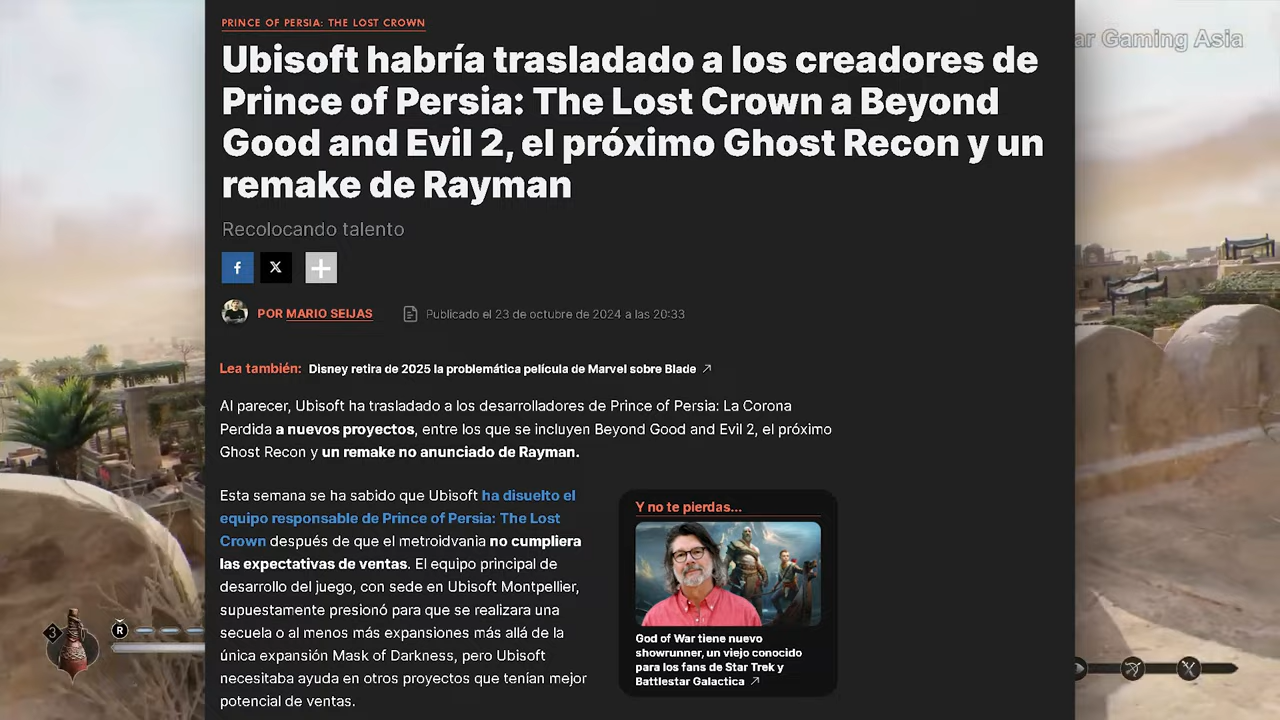 PRINCE OF PERSIA: THE LOST CROWN
ar Gaming Asia
Ubisoft habría trasladado a los creadores de
Prince of Persia: The Lost Crown a Beyond
Good and Evil 2, el próximo Ghost Recon y un
remake de Rayman
Recolocando talento
POR MARIO SEIJAS
Publicado el 23 de octubre de 2024 a las 20:33
Lea también: Disney retira de 2025 la problemática película de Marvel sobre Blade
Al parecer, Ubisoft ha trasladado a los desarrolladores de Prince of Persia: La Corona
Perdida a nuevos proyectos, entre los que se incluyen Beyond Good and Evil 2, el próximo
Ghost Recon y un remake no anunciado de Rayman.
Esta semana se ha sabido que Ubisoft ha disuelto el
equipo responsable de Prince of Persia: The Lost
Crown después de que el metroidvania no cumpliera
las expectativas de ventas. El equipo principal de
desarrollo del juego, con sede en Ubisoft Montpellier,
supuestamente presionó para que se realizara una
secuela o al menos más expansiones más allá de la
única expansión Mask of Darkness, pero Ubisoft
necesitaba ayuda en otros proyectos que tenían mejor
potencial de ventas.
Y no te pierdas...
God of War tiene nuevo
showrunner, un viejo conocido
para los fans de Star Trek y
Battlestar Galactica
3
R